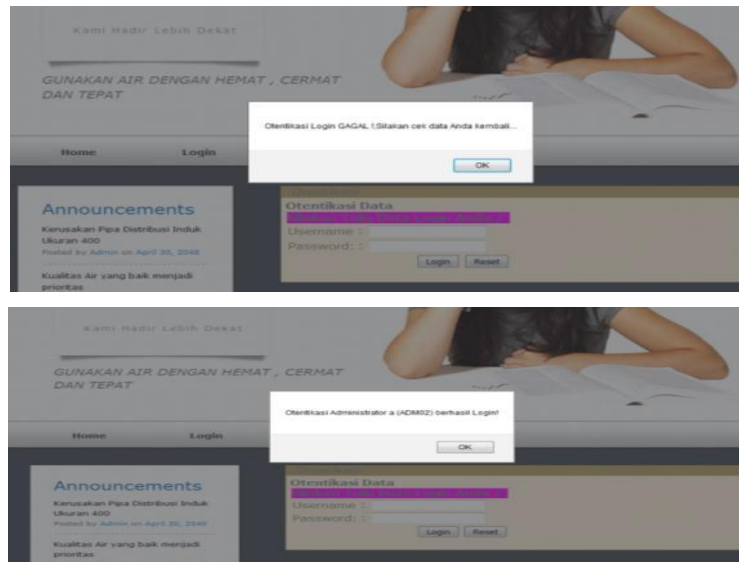 Kami Hadir Lebih Dekat
GUNAKAN AIR DENGAN HEMAT , CERMAT
DAN TEPAT
Otentikasi Login GAGAL !,Silakan cek data Anda kembali...
OK
Home Login
Announcements
Kerusakan Pipa Distribusi Induk
Ukuran 400
Posted by Admin on April 30, 2048
Kualitas Air yang baik menjadi
prioritas
Otentikasi Data
Username :
Password: :
Login Reset
Kami Hadir Lebih Dekat
GUNAKAN AIR DENGAN HEMAT , CERMAT
DAN TEPAT
Otentikasi Administrator a (ADM02) berhasil Login!
OK
Home Login
Announcements
Kerusakan Pipa Distribusi Induk
Ukuran 400
Posted by Admin on April 30, 2048
Kualitas Air yang baik menjadi
prioritas
Otentikasi Data
Username :
Password: :
Login Reset